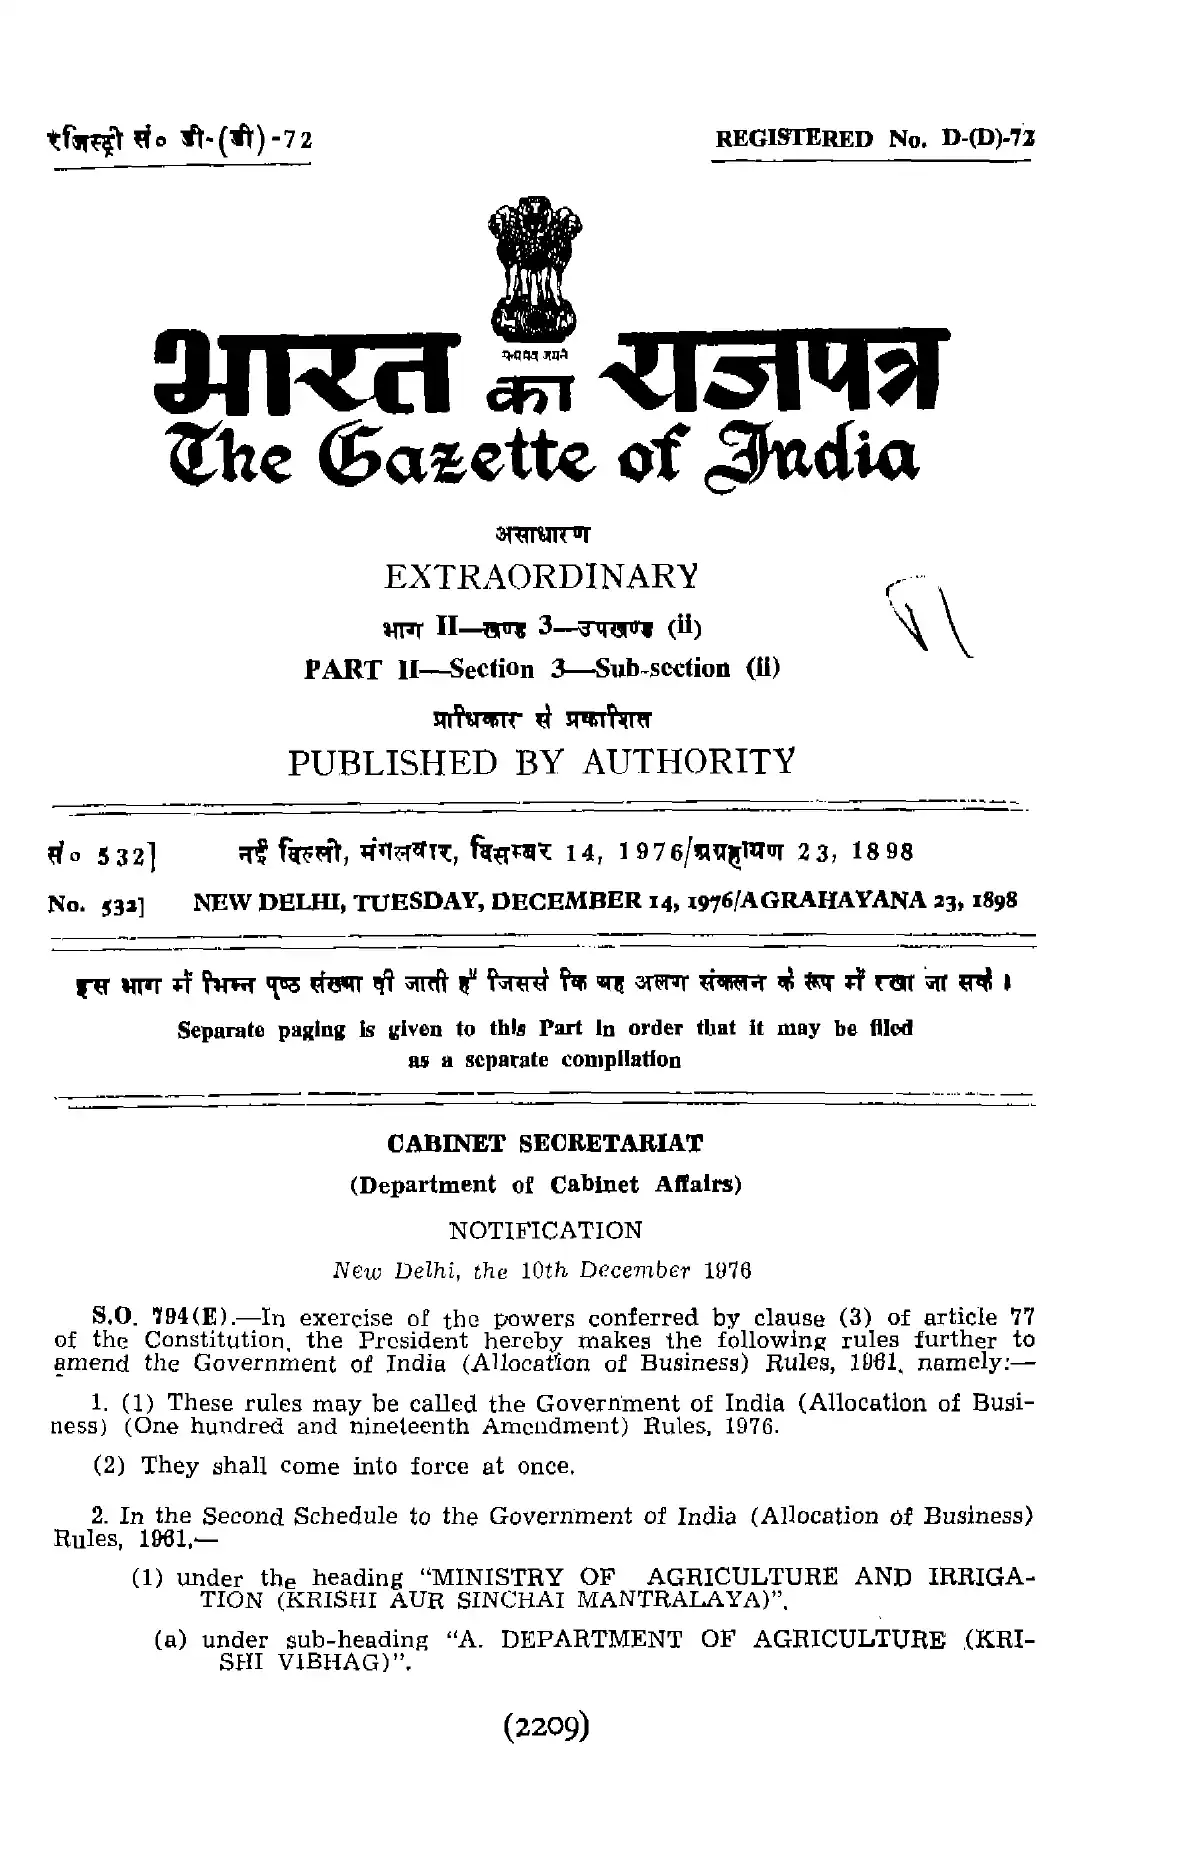 रजिस्ट्री सं० डी-(डी)-72
REGISTERED No. D-(D)-72
सत्यमेव जयते
भारत का राजपत्र
The Gazette of India
असाधारण
EXTRAORDINARY
भाग II—खण्ड 3—उपखण्ड (ii)
PART II—Section 3—Sub-section (ii)
प्राधिकार से प्रकाशित
PUBLISHED BY AUTHORITY
सं० 532]
नई दिल्ली, मंगलवार, दिसम्बर 14, 1976/अग्रहायण 23, 1898
No. 532]
NEW DELHI, TUESDAY, DECEMBER 14, 1976/AGRAHAYANA 23, 1898
इस भाग में भिन्न पृष्ठ संख्या दी जाती है जिससे कि यह अलग संकलन के रूप में रखा जा सके ।
Separate paging is given to this Part in order that it may be filed
as a separate compilation
CABINET SECRETARIAT
(Department of Cabinet Affairs)
NOTIFICATION
New Delhi, the 10th December 1976
S.O. 794(E).—In exercise of the powers conferred by clause (3) of article 77
of the Constitution, the President hereby makes the following rules further to
amend the Government of India (Allocation of Business) Rules, 1961, namely:—
1. (1) These rules may be called the Government of India (Allocation of Busi-
ness) (One hundred and nineteenth Amendment) Rules, 1976.
(2) They shall come into force at once.
2. In the Second Schedule to the Government of India (Allocation of Business)
Rules, 1961,—
(1) under the heading “MINISTRY OF AGRICULTURE AND IRRIGA-
TION (KRISHI AUR SINCHAI MANTRALAYA)”,
(a) under sub-heading “A. DEPARTMENT OF AGRICULTURE (KRI-
SHI VIBHAG)”,
(2209)